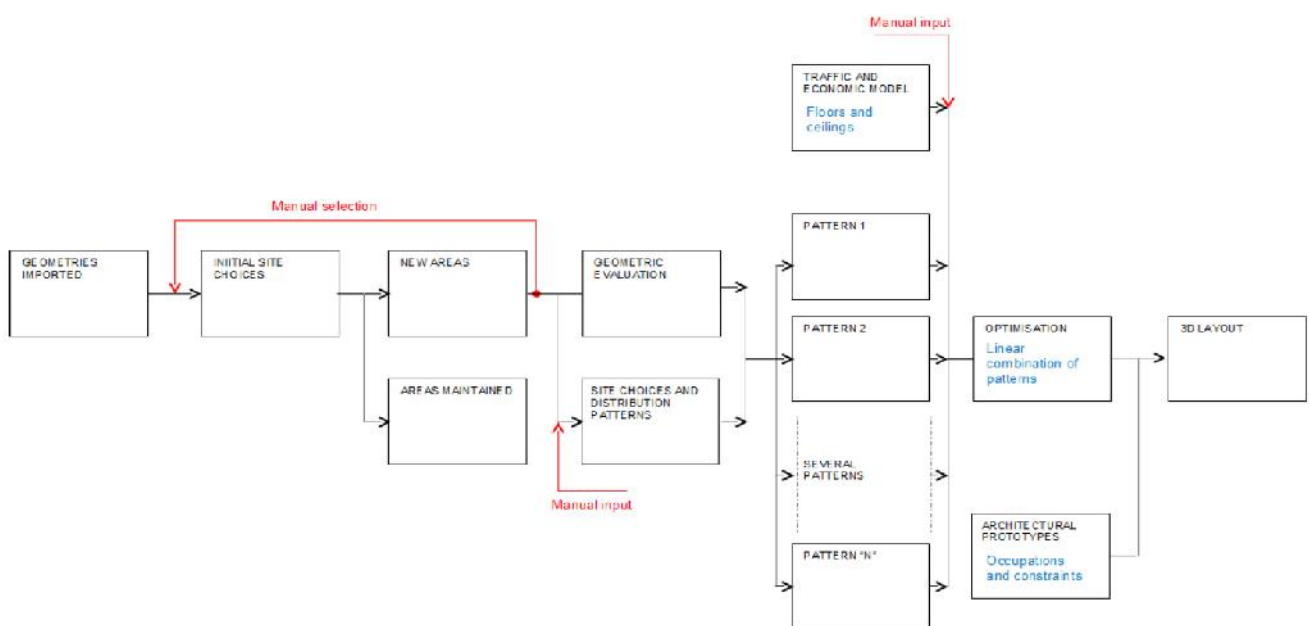 Manual input
TRAFFIC AND
ECONOMIC MODEL
Floors and
ceilings
Manual selection
GEOMETRIES
IMPORTED
INIITIAL SITE
CHOICES
NEW AREAS
GEOMETRIC
EVALUATION
PATTERN 1
PATTERN 2
OPTIMISATION
Linear
combination of
patterns
3D LAYOUT
AREAS MAINTAINED
SITE CHOICES AND
DISTRIBUTION
PATTERNS
SEVERAL
PATTERNS
Manual input
ARCHITECTURAL
PROTOTYPES
Occupations
and constraints
PATTERN "N"